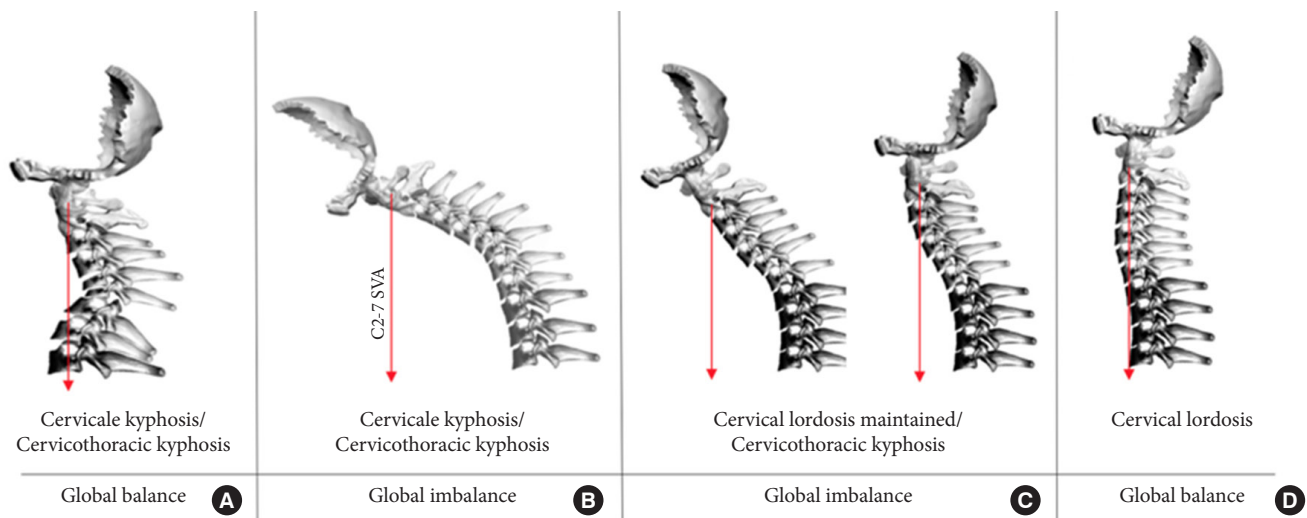 C2-7 SVA
Cervicale kyphosis/
Cervicothoracic kyphosis
Cervicale kyphosis/
Cervicothoracic kyphosis
Cervical lordosis maintained/
Cervicothoracic kyphosis
Cervical lordosis
Global balance
A
Global imbalance
B
Global imbalance
C
Global balance
D